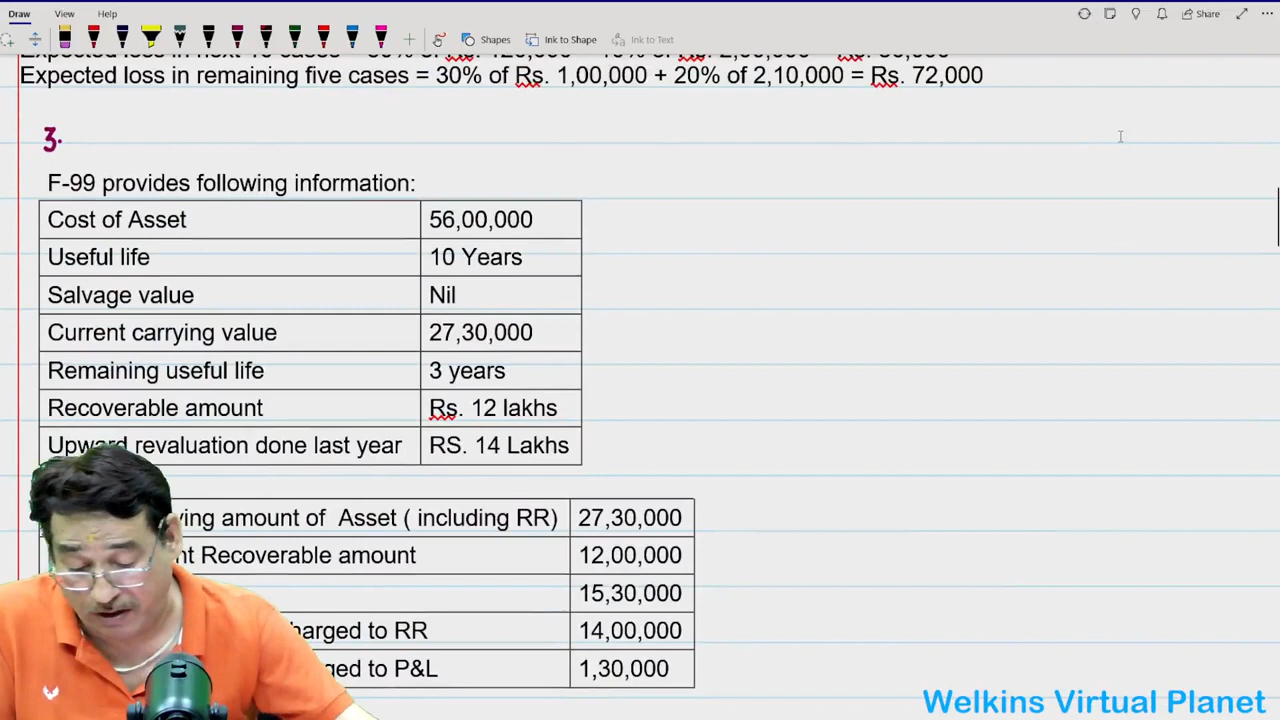 Draw View Help
Share
Shapes Ink to Shape Ink to Text
Expected loss in remaining five cases = 30% of Rs. 1,00,000 + 20% of 2,10,000 = Rs. 72,000
3.
F-99 provides following information:
Cost of Asset 56,00,000
Useful life 10 Years
Salvage value Nil
Current carrying value 27,30,000
Remaining useful life 3 years
Recoverable amount Rs. 12 lakhs
Upward revaluation done last year RS. 14 Lakhs
amount of Asset ( including RR) 27,30,000
Recoverable amount 12,00,000
15,30,000
to RR 14,00,000
to P&L 1,30,000
Welkins Virtual Planet